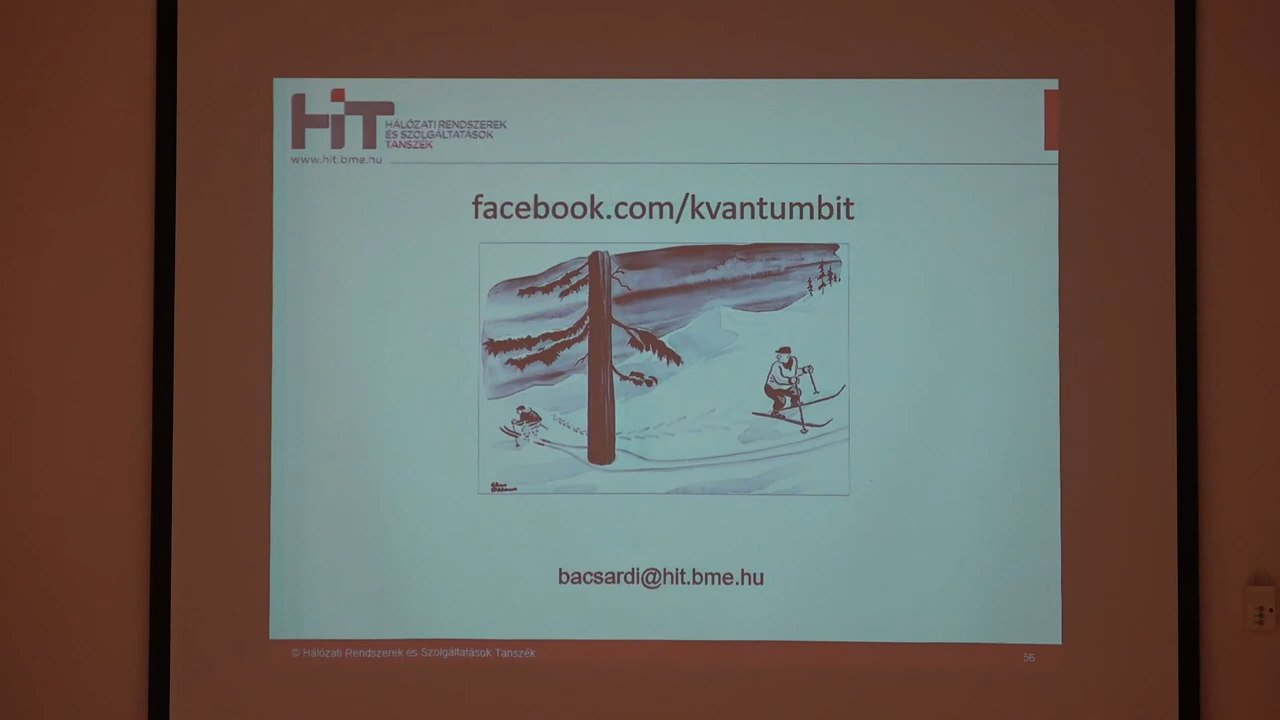 HiT
HÁLÓZATI RENDSZEREK
ÉS SZOLGÁLTATÁSOK
TANSZÉK
www.hit.bme.hu
facebook.com/kvantumbit
bacsardi@hit.bme.hu
© Hálózati Rendszerek és Szolgáltatások Tanszék
56